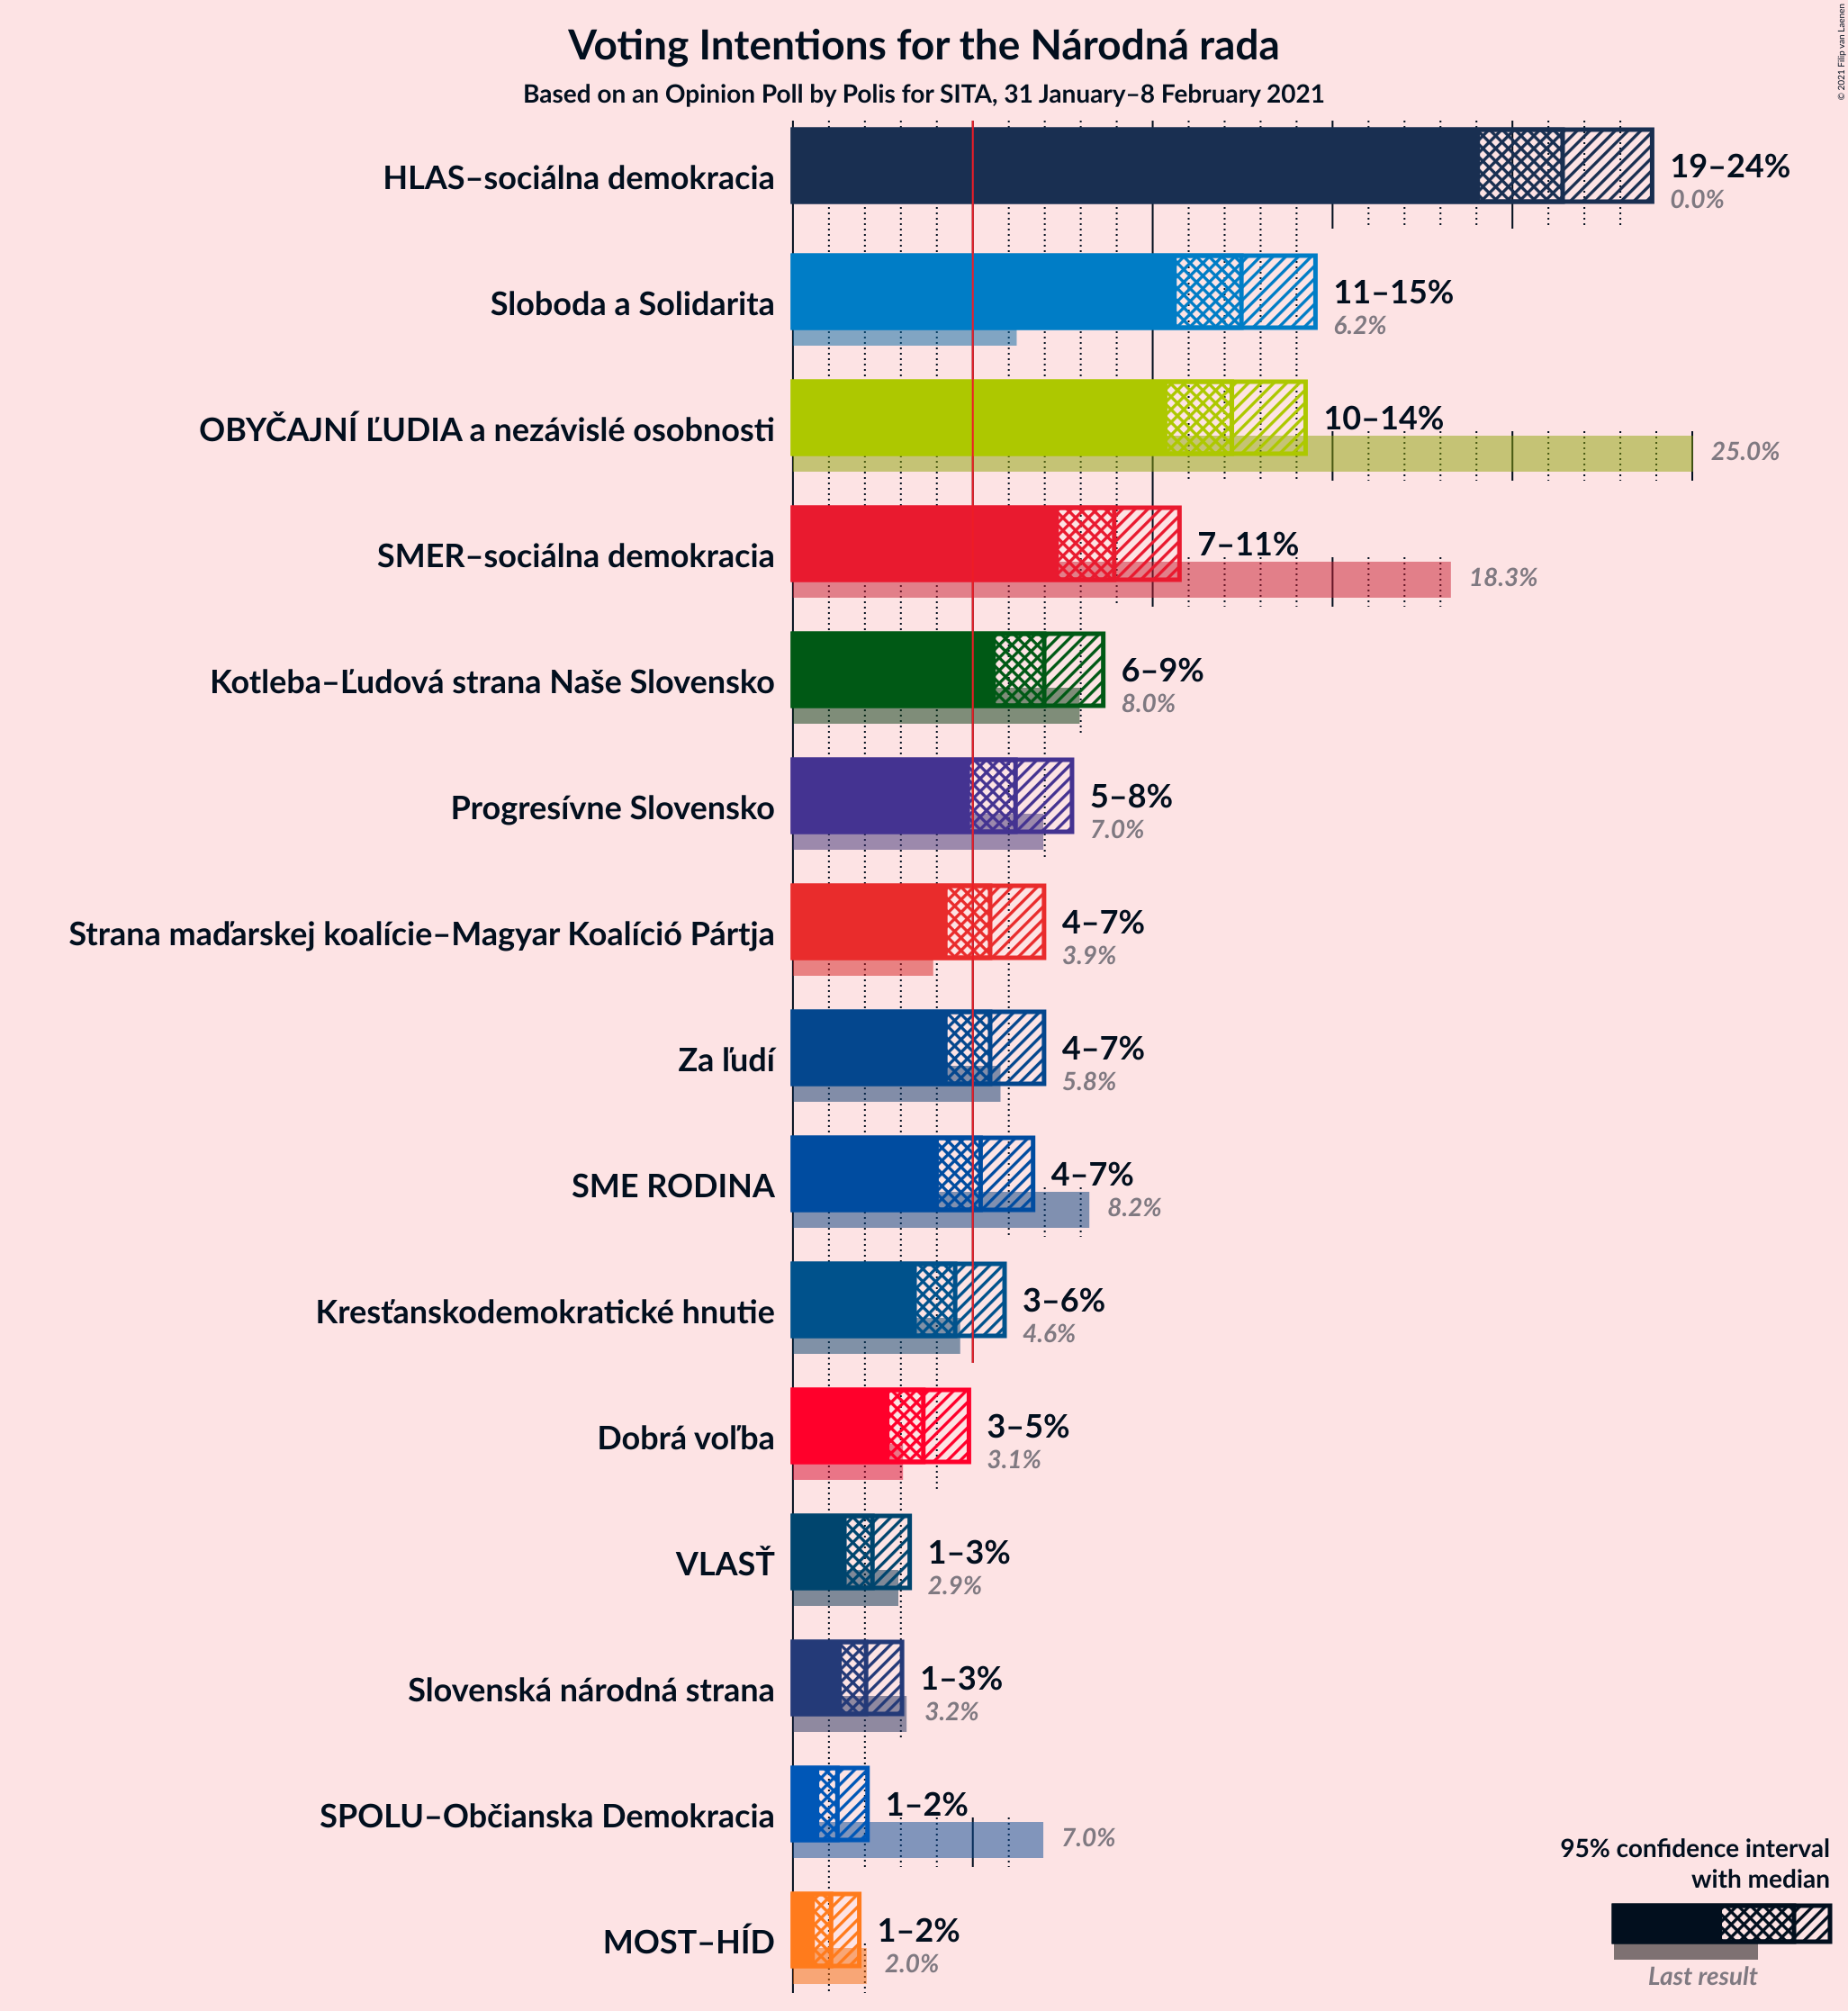 Voting Intentions for the Národná rada
Based on an Opinion Poll by Polis for SITA, 31 January–8 February 2021
© 2021 Filip van Laenen
HLAS–sociálna demokracia
19–24%
0.0%
Sloboda a Solidarita
11–15%
6.2%
OBYČAJNÍ ĽUDIA a nezávislé osobnosti
10–14%
25.0%
SMER–sociálna demokracia
7–11%
18.3%
Kotleba–Ľudová strana Naše Slovensko
6–9%
8.0%
Progresívne Slovensko
5–8%
7.0%
Strana maďarskej koalície–Magyar Koalíció Pártja
4–7%
3.9%
Za ľudí
4–7%
5.8%
SME RODINA
4–7%
8.2%
Kresťanskodemokratické hnutie
3–6%
4.6%
Dobrá voľba
3–5%
3.1%
VLASŤ
1–3%
2.9%
Slovenská národná strana
1–3%
3.2%
SPOLU–Občianska Demokracia
1–2%
7.0%
MOST–HÍD
1–2%
2.0%
95% confidence interval
with median
Last result